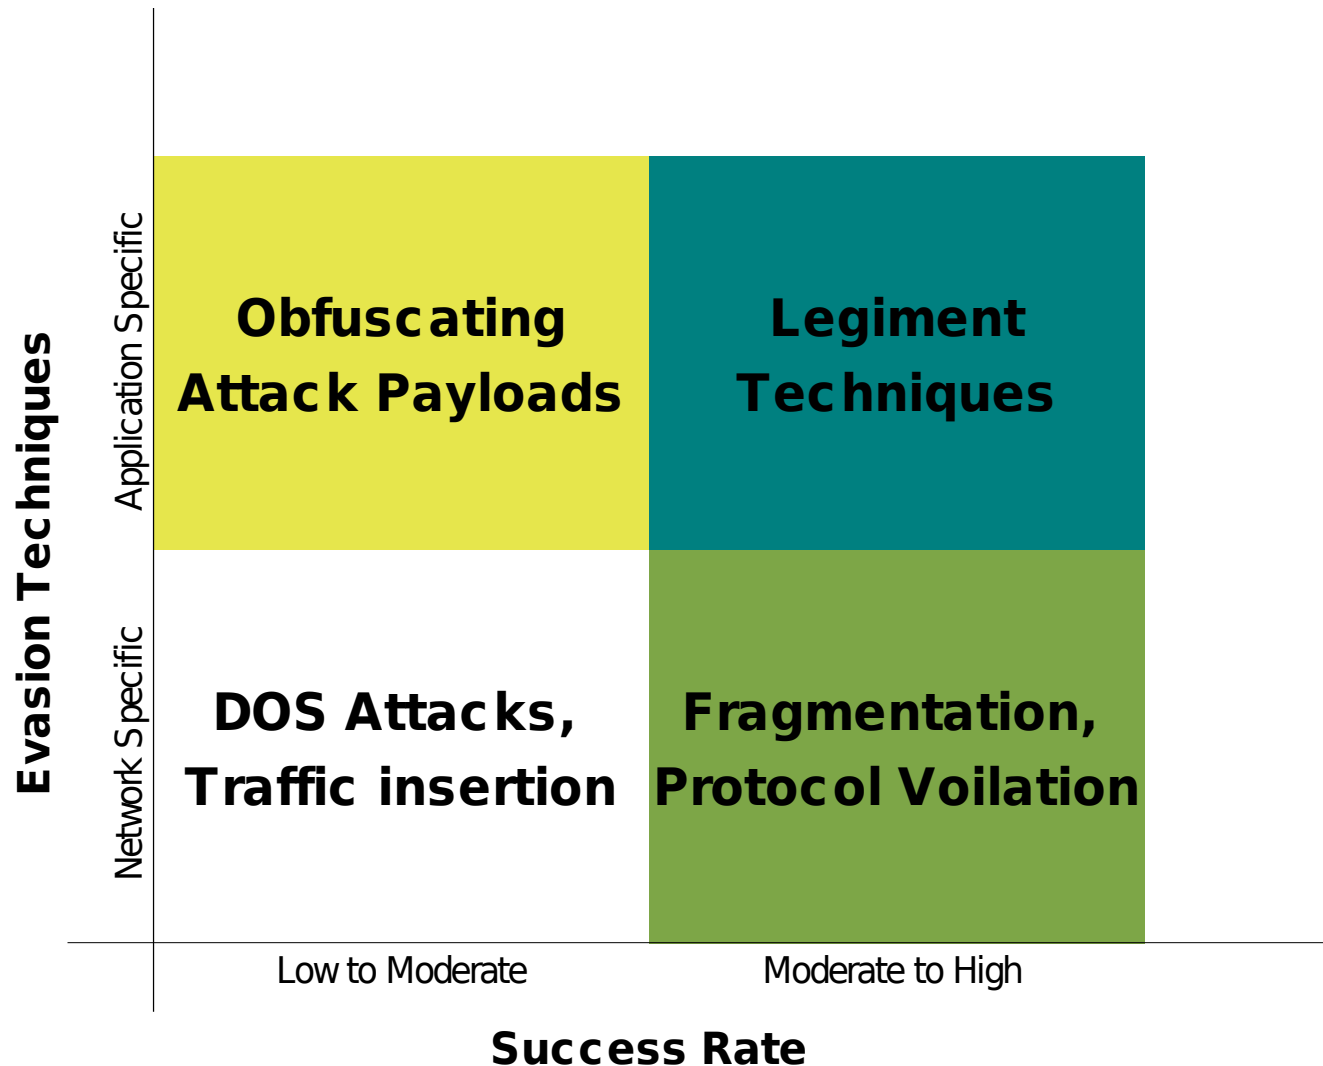 Evasion Techniques
Application Specific
Network Specific
Obfuscating
Attack Payloads
Legiment
Techniques
DOS Attacks,
Traffic insertion
Fragmentation,
Protocol Voilation
Low to Moderate
Moderate to High
Success Rate